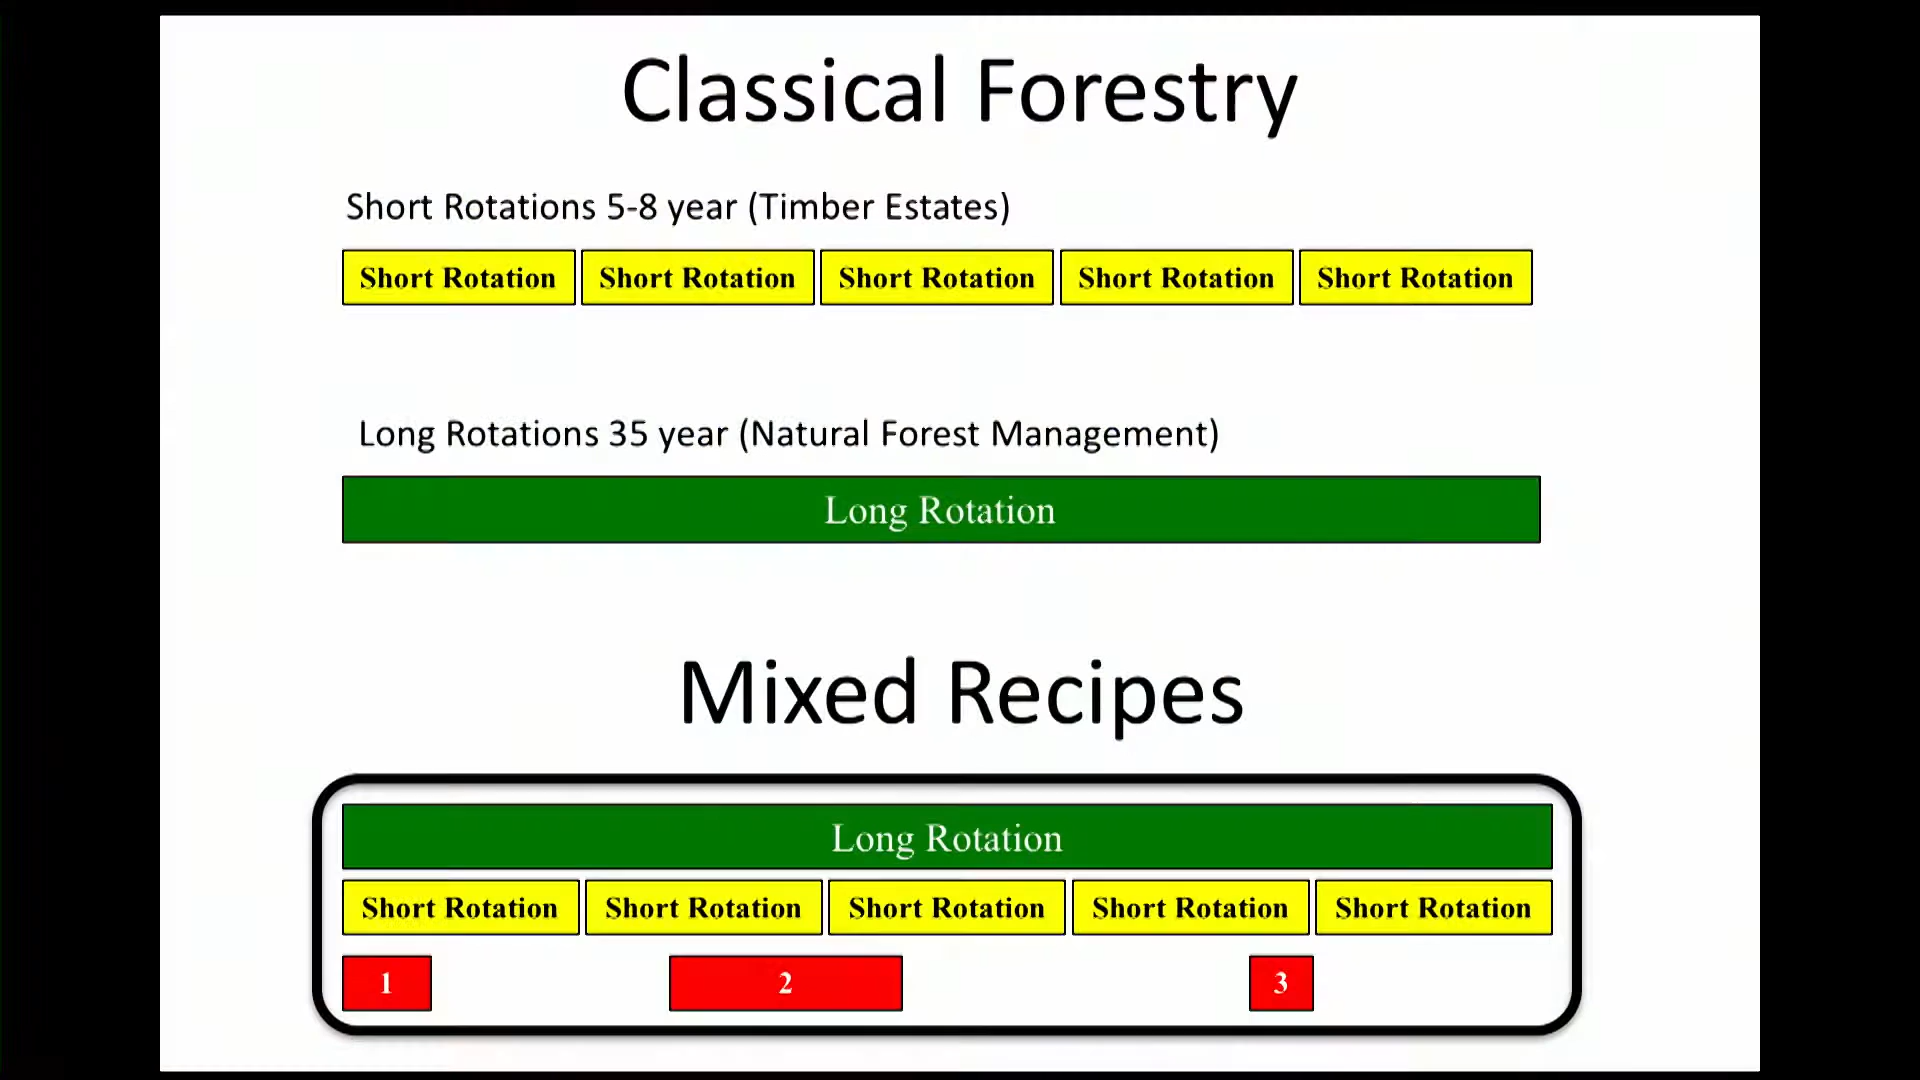 Classical Forestry
Short Rotations 5-8 year (Timber Estates)
Short Rotation Short Rotation Short Rotation Short Rotation Short Rotation
Long Rotations 35 year (Natural Forest Management)
Long Rotation
Mixed Recipes
Long Rotation
Short Rotation Short Rotation Short Rotation Short Rotation Short Rotation
1 2 3